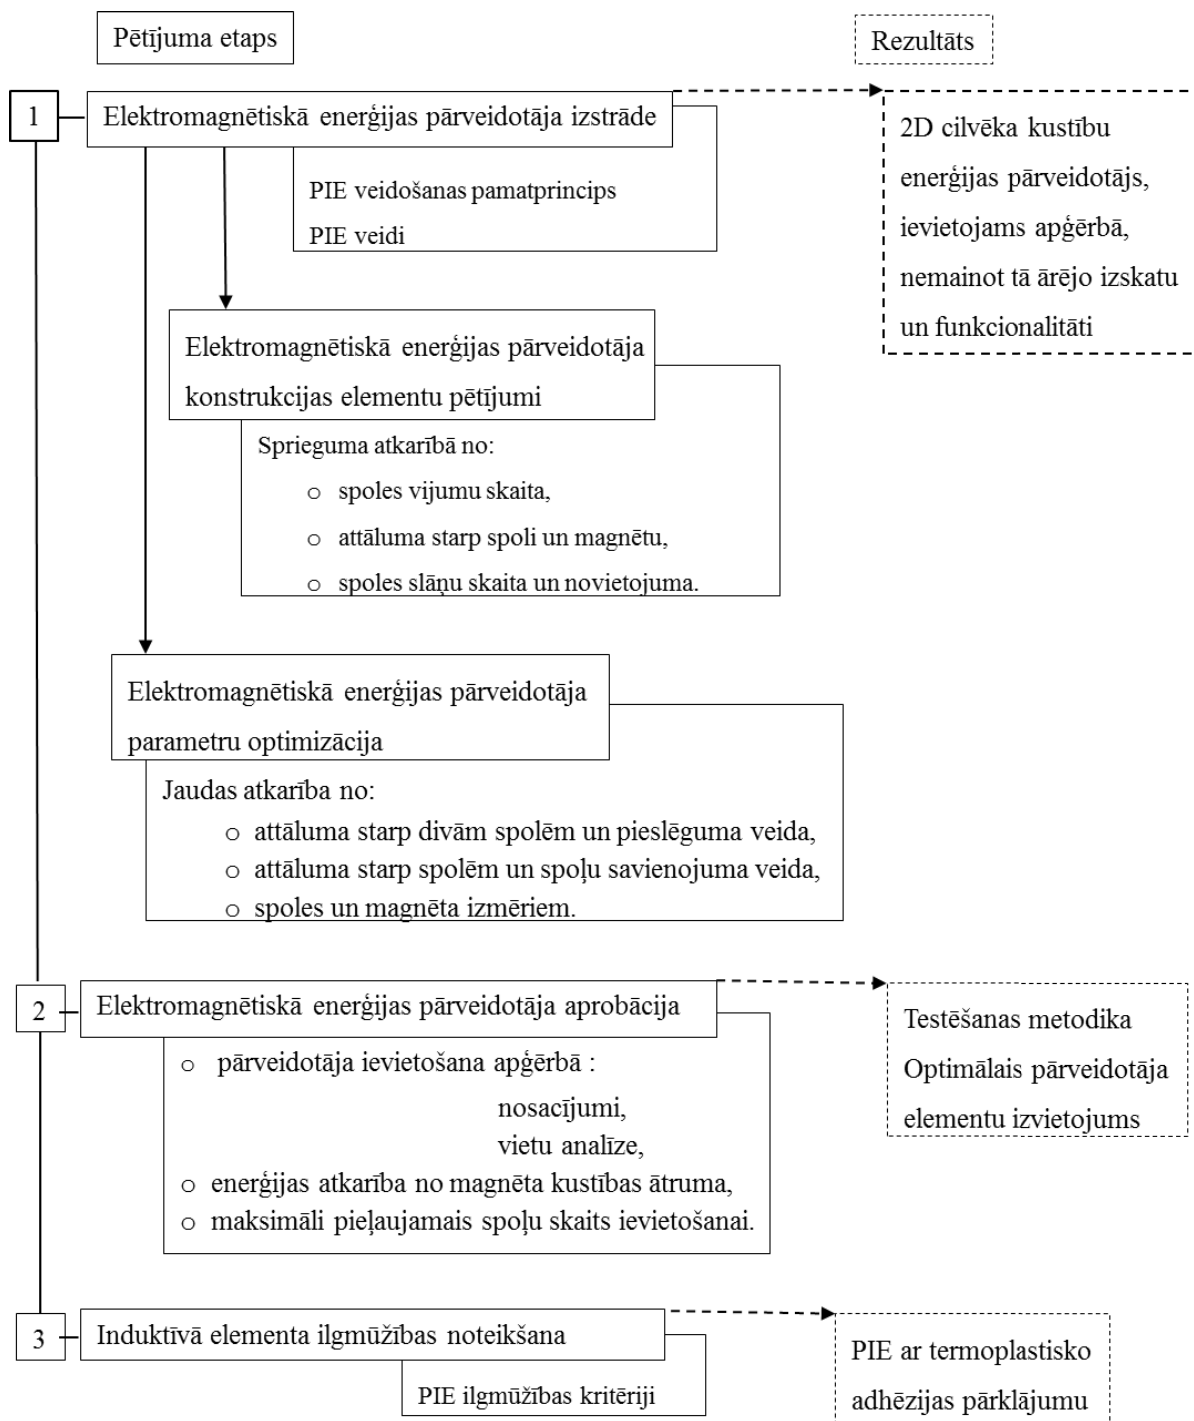 Pētījuma etaps
Rezultāts
1
Elektromagnētiskā enerģijas pārveidotāja izstrāde
PIE veidošanas pamatprincips
PIE veidi
2D cilvēka kustību
enerģijas pārveidotājs,
ievietojams apģērbā,
nemainot tā ārējo izskatu
un funkcionalitāti
Elektromagnētiskā enerģijas pārveidotāja
konstrukcijas elementu pētījumi
Sprieguma atkarībā no:
o spoles vijumu skaita,
o attāluma starp spoli un magnētu,
o spoles slāņu skaita un novietojuma.
Elektromagnētiskā enerģijas pārveidotāja
parametru optimizācija
Jaudas atkarība no:
o attāluma starp divām spolēm un pieslēguma veida,
o attāluma starp spolēm un spoļu savienojuma veida,
o spoles un magnēta izmēriem.
2
Elektromagnētiskā enerģijas pārveidotāja aprobācija
o pārveidotāja ievietošana apģērbā :
nosacījumi,
vietu analīze,
o enerģijas atkarība no magnēta kustības ātruma,
o maksimāli pieļaujamais spoļu skaits ievietošanai.
Testēšanas metodika
Optimālais pārveidotāja
elementu izvietojums
3
Induktīvā elementa ilgmūžības noteikšana
PIE ilgmūžības kritēriji
PIE ar termoplastisko
adhēzijas pārklājumu